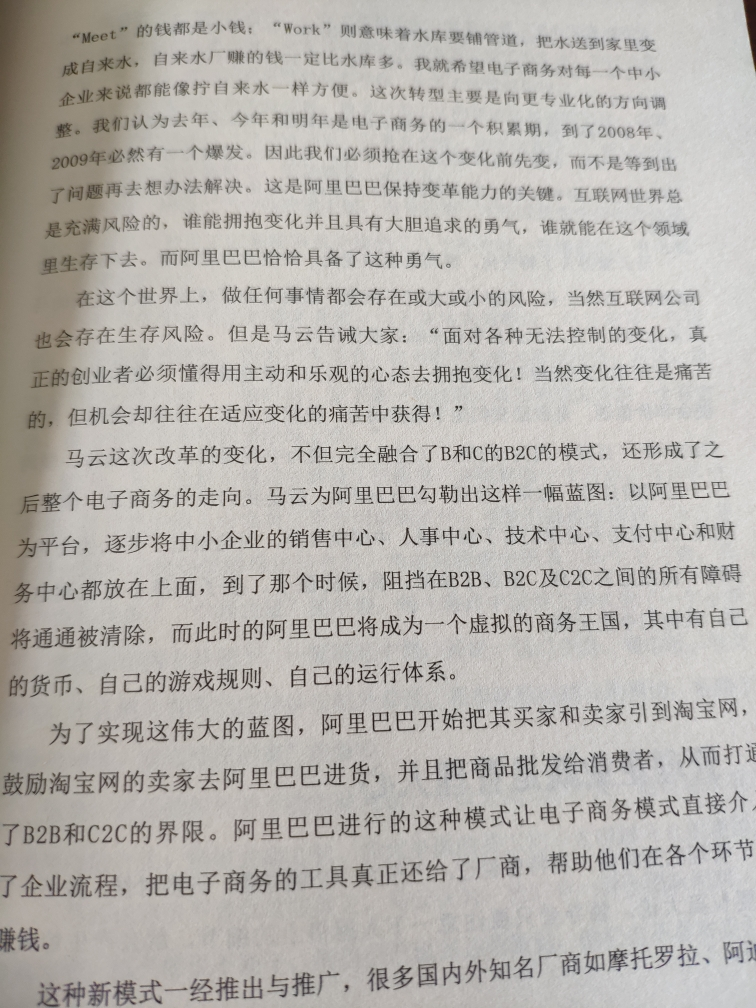 “Meet”的钱都是小钱；“Work”则意味着水库要铺管道，把水送到家里变
成自来水，自来水厂赚的钱一定比水库多。我就希望电子商务对每一个中小
企业来说都能像拧自来水一样方便。这次转型主要是向更专业化的方向调
整。我们认为去年、今年和明年是电子商务的一个积累期，到了2008年、
2009年必然有一个爆发。因此我们必须抢在这个变化前先变，而不是等到出
了问题再去想办法解决。这是阿里巴巴保持变革能力的关键。互联网世界总
是充满风险的，谁能拥抱变化并且具有大胆追求的勇气，谁就能在这个领域
里生存下去。而阿里巴巴恰恰具备了这种勇气。
在这个世界上，做任何事情都会存在或大或小的风险，当然互联网公司
也会存在生存风险。但是马云告诫大家：“面对各种无法控制的变化，真
正的创业者必须懂得用主动和乐观的心态去拥抱变化！当然变化往往是痛苦
的，但机会却往往在适应变化的痛苦中获得！”
马云这次改革的变化，不但完全融合了B和C的B2C的模式，还形成了之
后整个电子商务的走向。马云为阿里巴巴勾勒出这样一幅蓝图：以阿里巴巴
为平台，逐步将中小企业的销售中心、人事中心、技术中心、支付中心和财
务中心都放在上面，到了那个时候，阻挡在B2B、B2C及C2C之间的所有障碍
将通通被清除，而此时的阿里巴巴将成为一个虚拟的商务王国，其中有自己
的货币、自己的游戏规则、自己的运行体系。
为了实现这伟大的蓝图，阿里巴巴开始把其买家和卖家引到淘宝网，
鼓励淘宝网的卖家去阿里巴巴进货，并且把商品批发给消费者，从而打通
了B2B和C2C的界限。阿里巴巴进行的这种模式让电子商务模式直接介
了企业流程，把电子商务的工具真正还给了厂商，帮助他们在各个环节
赚钱。
这种新模式一经推出与推广，很多国内外知名厂商如摩托罗拉、阿迪